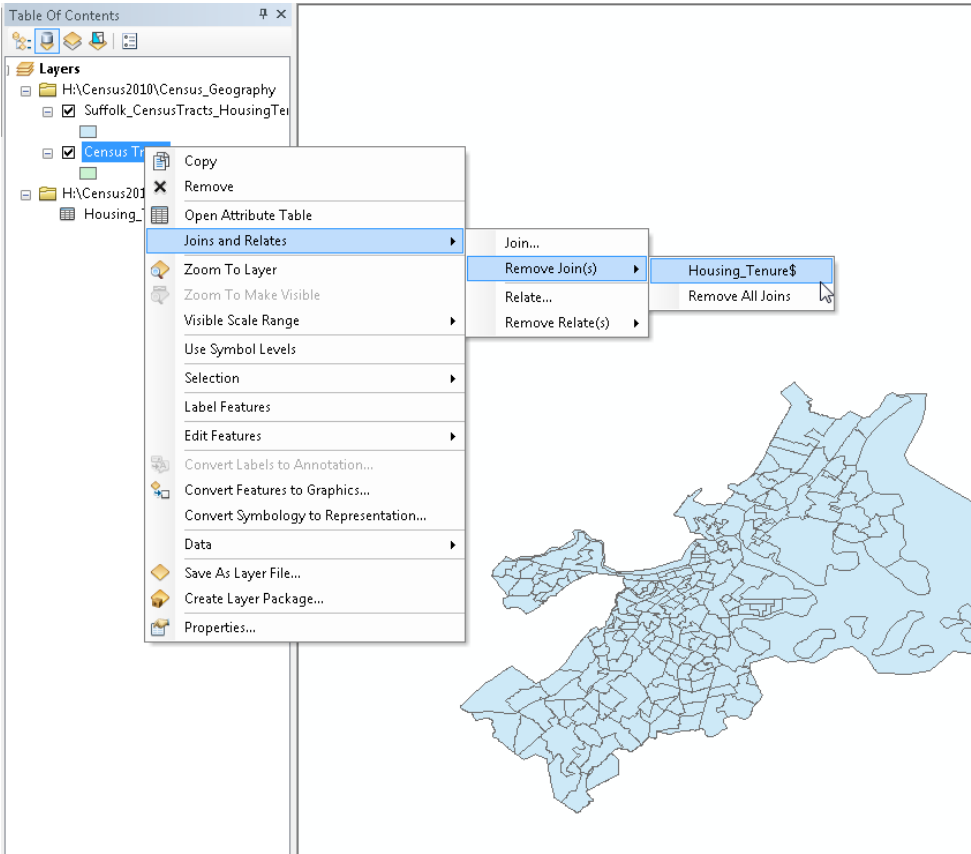 Table Of Contents
Layers
H:\Census2010\Census_Geography
Suffolk_CensusTracts_HousingTe
Census Tr
H:\Census201
Housing_
Copy
Remove
Open Attribute Table
Joins and Relates
Zoom To Layer
Zoom To Make Visible
Visible Scale Range
Use Symbol Levels
Selection
Label Features
Edit Features
Convert Labels to Annotation...
Convert Features to Graphics...
Convert Symbology to Representation...
Data
Save As Layer File...
Create Layer Package...
Properties...
Join...
Remove Join(s)
Relate...
Remove Relate(s)
Housing_Tenure$
Remove All Joins